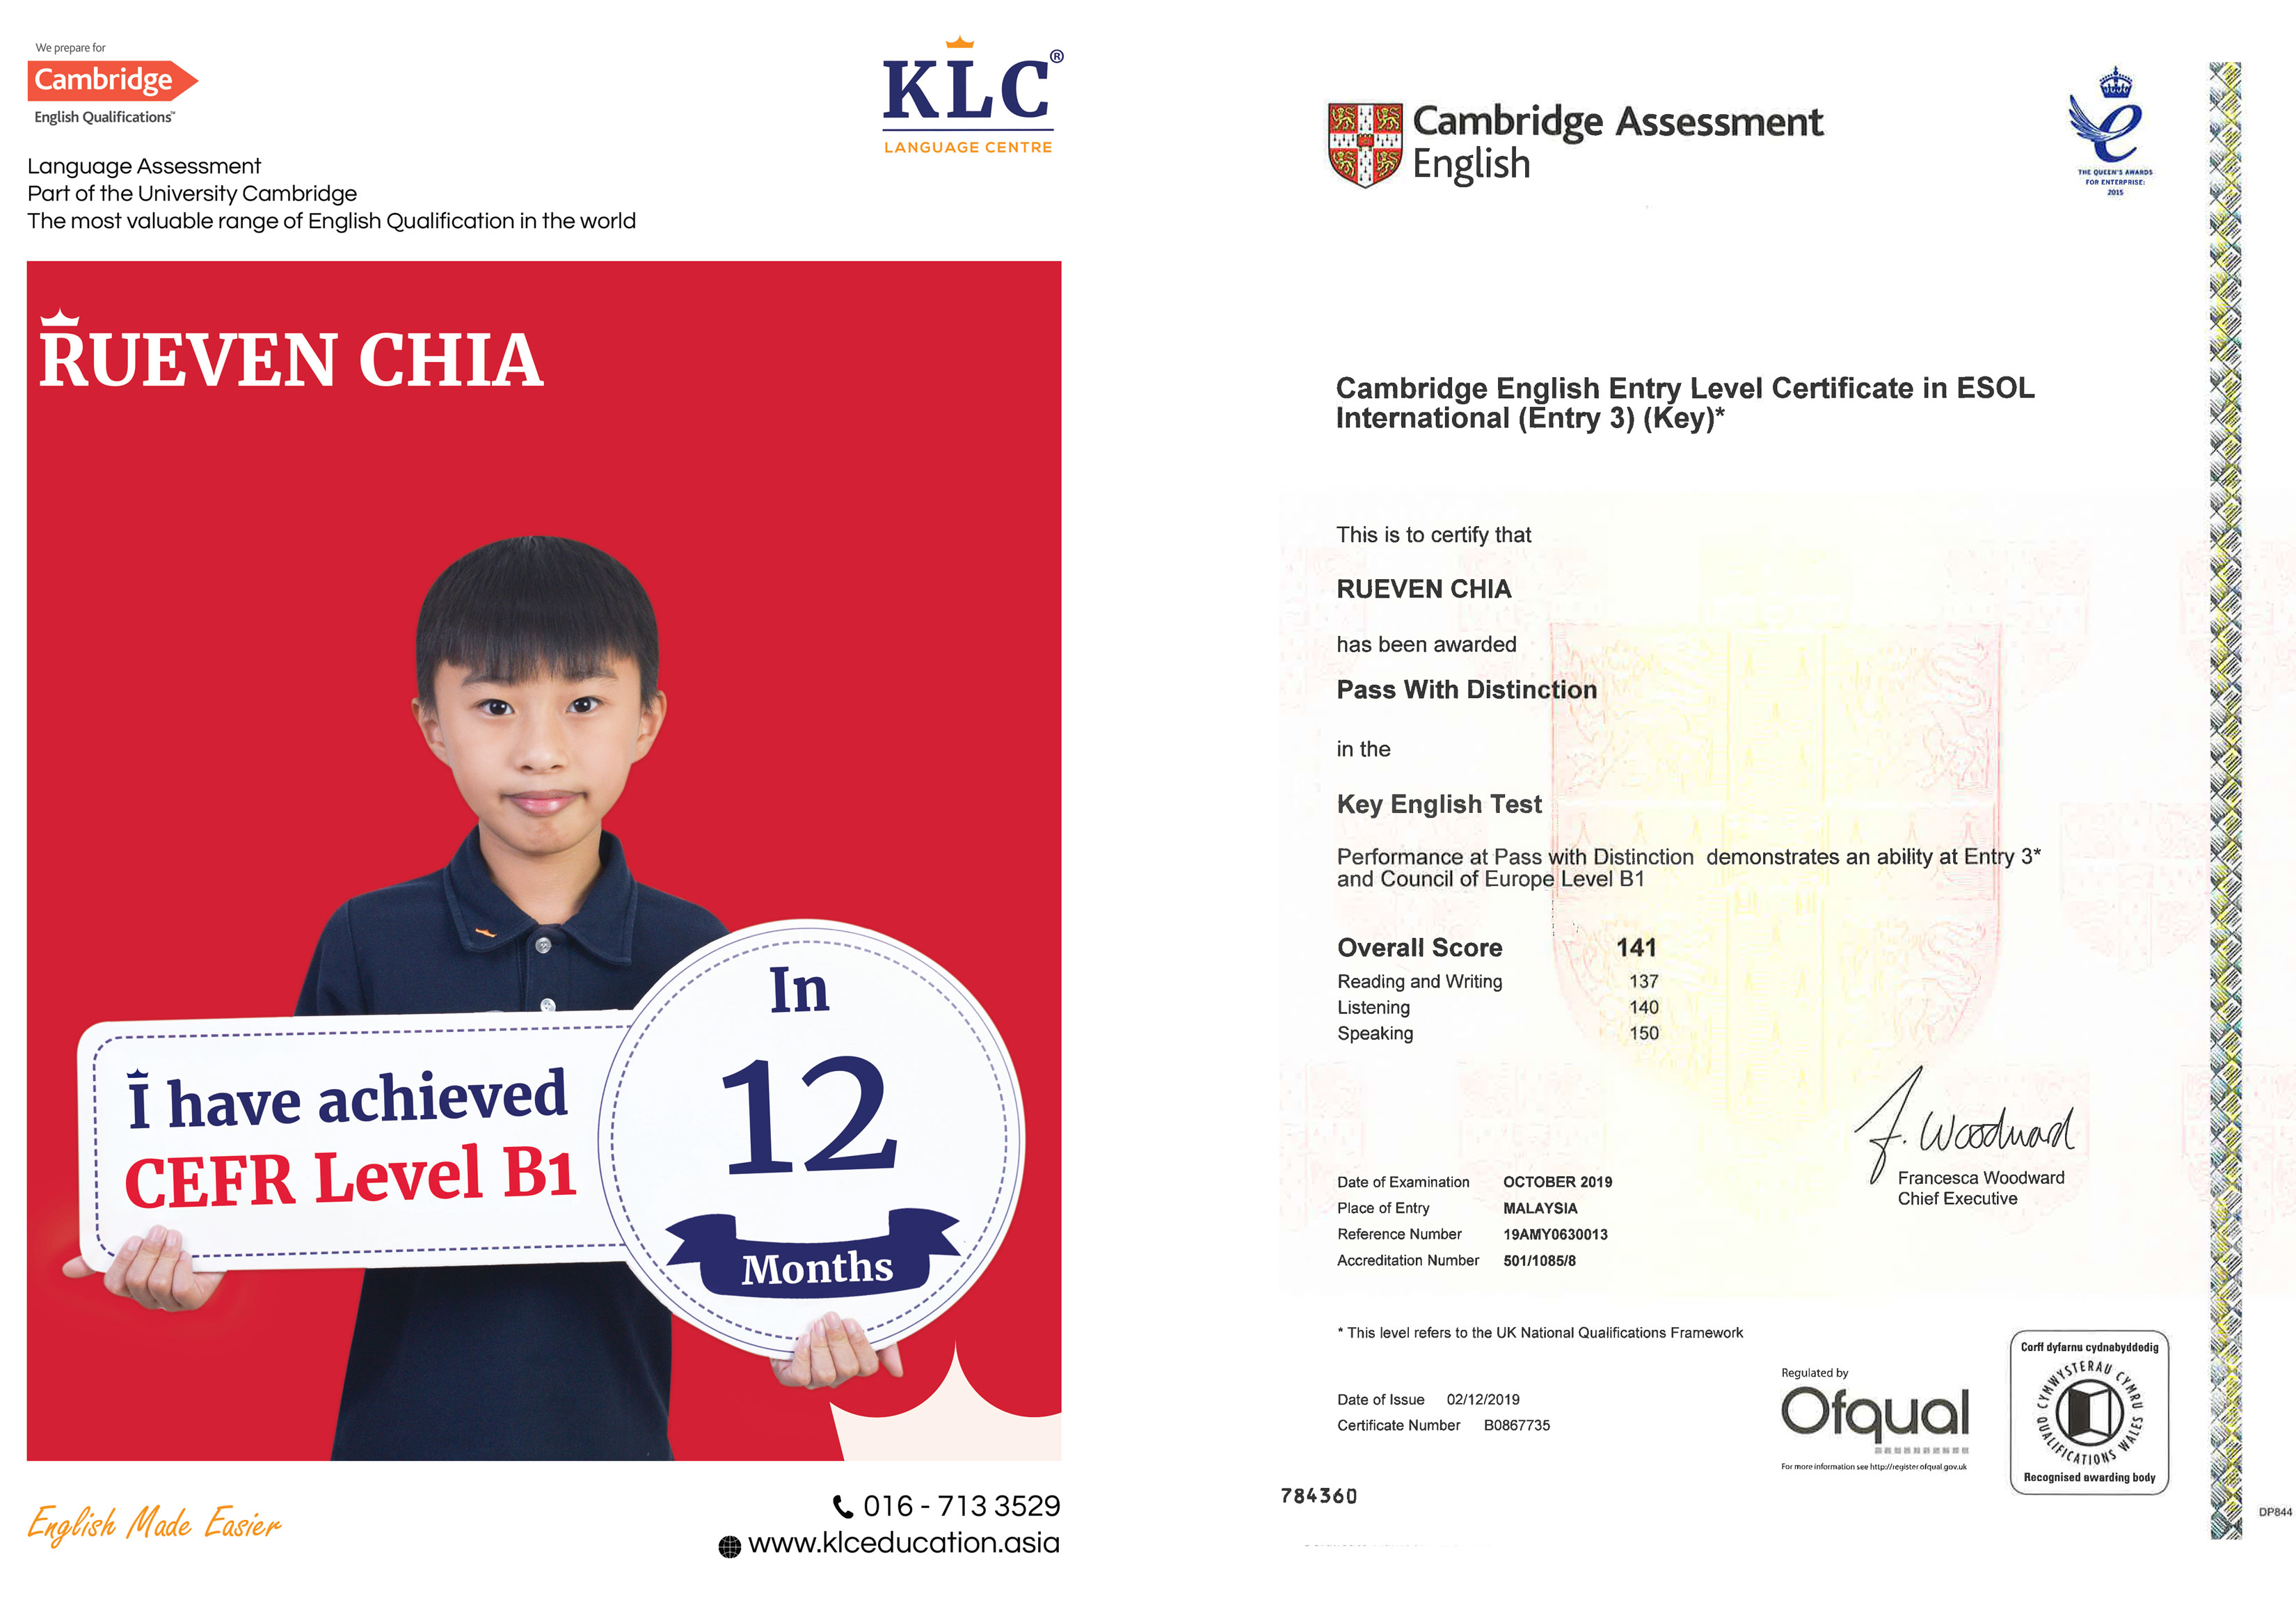 We prepare for
Cambridge
English Qualifications™
Language Assessment
Part of the University Cambridge
The most valuable range of English Qualification in the world
KLC®
LANGUAGE CENTRE
RUEVEN CHIA
I have achieved
CEFR Level B1
In
12
Months
English Made Easier
016 - 713 3529
www.klceducation.asia
Cambridge Assessment
English
THE QUEEN'S AWARDS
FOR ENTERPRISE:
2015
Cambridge English Entry Level Certificate in ESOL
International (Entry 3) (Key)*
This is to certify that
RUEVEN CHIA
has been awarded
Pass With Distinction
in the
Key English Test
Performance at Pass with Distinction demonstrates an ability at Entry 3*
and Council of Europe Level B1
Overall Score 141
Reading and Writing 137
Listening 140
Speaking 150
F. Woodward
Francesca Woodward
Chief Executive
Date of Examination OCTOBER 2019
Place of Entry MALAYSIA
Reference Number 19AMY0630013
Accreditation Number 501/1085/8
* This level refers to the UK National Qualifications Framework
Date of Issue 02/12/2019
Certificate Number B0867735
Regulated by
Ofqual
For more information see http://register.ofqual.gov.uk
Corff dyfarnu cydnabyddedig
CYMWYSTERAU CYMRU
QUALIFICATIONS WALES
Recognised awarding body
784360
DP844